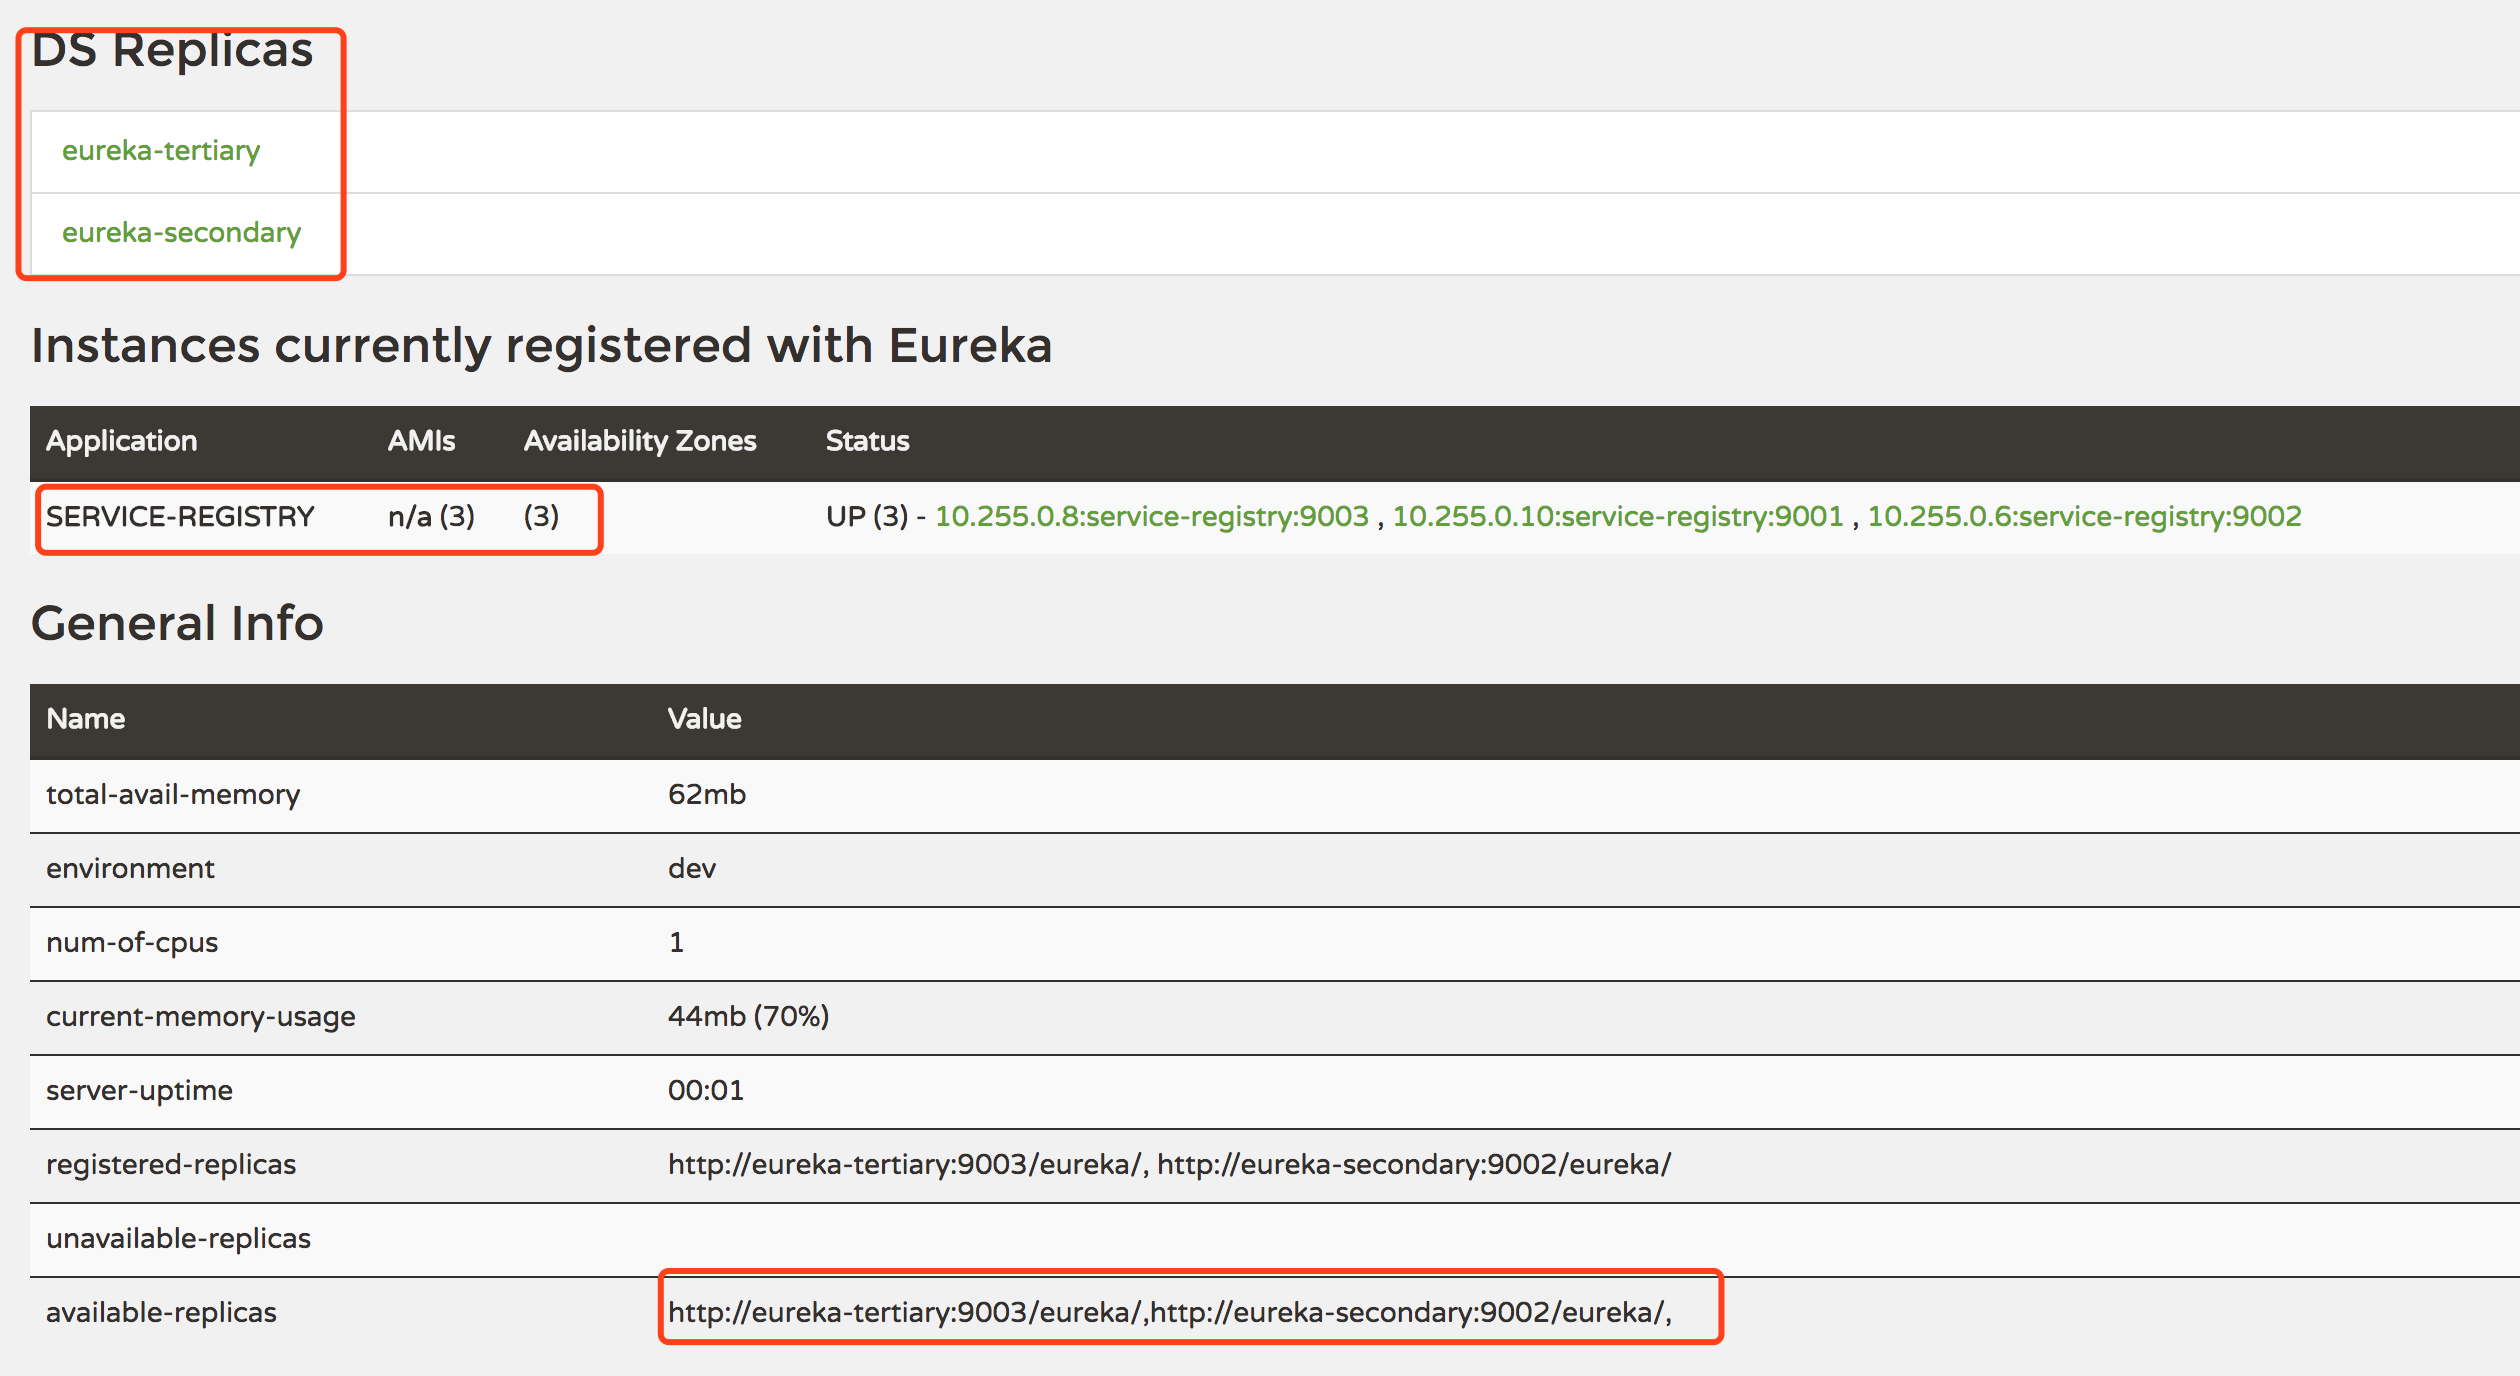 DS Replicas
eureka-tertiary
eureka-secondary
Instances currently registered with Eureka
Application AMIs Availability Zones Status
SERVICE-REGISTRY n/a (3) (3) UP (3) - 10.255.0.8:service-registry:9003 , 10.255.0.10:service-registry:9001 , 10.255.0.6:service-registry:9002
General Info
Name Value
total-avail-memory 62mb
environment dev
num-of-cpus 1
current-memory-usage 44mb (70%)
server-uptime 00:01
registered-replicas http://eureka-tertiary:9003/eureka/, http://eureka-secondary:9002/eureka/
unavailable-replicas
available-replicas http://eureka-tertiary:9003/eureka/,http://eureka-secondary:9002/eureka/,